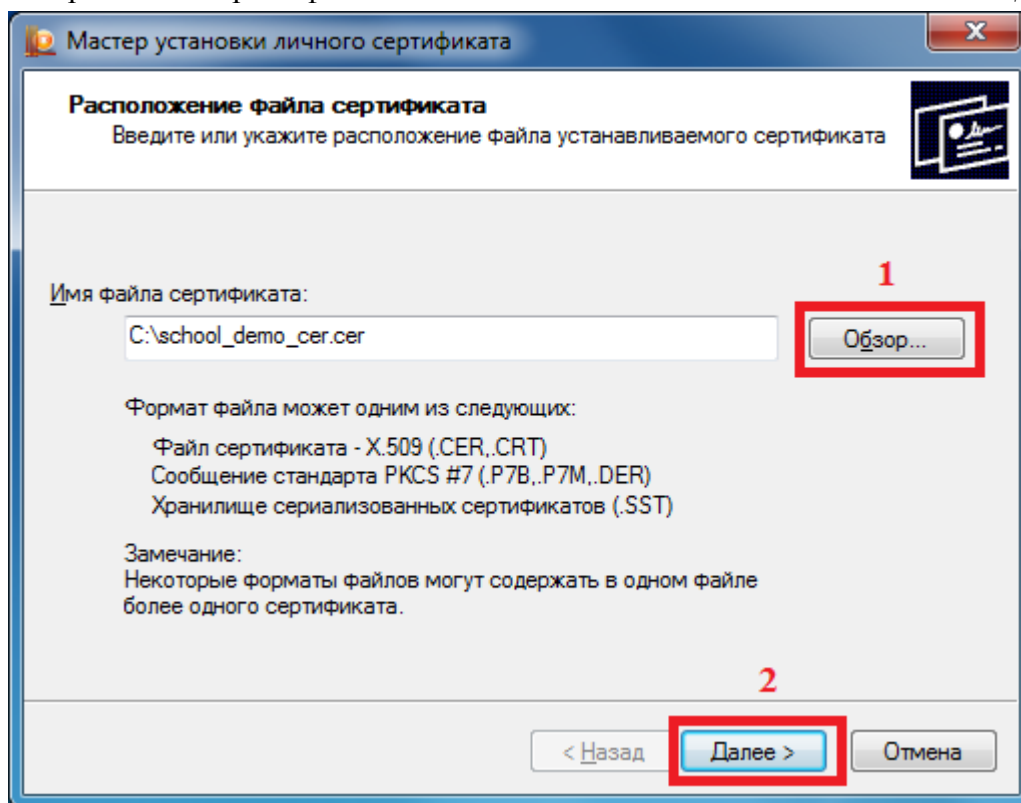 Мастер установки личного сертификата
Расположение файла сертификата
Введите или укажите расположение файла устанавливаемого сертификата
1
Имя файла сертификата:
C:\school_demo_cer.cer
Обзор...
Формат файла может одним из следующих:
Файл сертификата - X.509 (.CER,.CRT)
Сообщение стандарта PKCS #7 (.P7B,.P7M,.DER)
Хранилище сериализованных сертификатов (.SST)
Замечание:
Некоторые форматы файлов могут содержать в одном файле
более одного сертификата.
2
< Назад
Далее >
Отмена